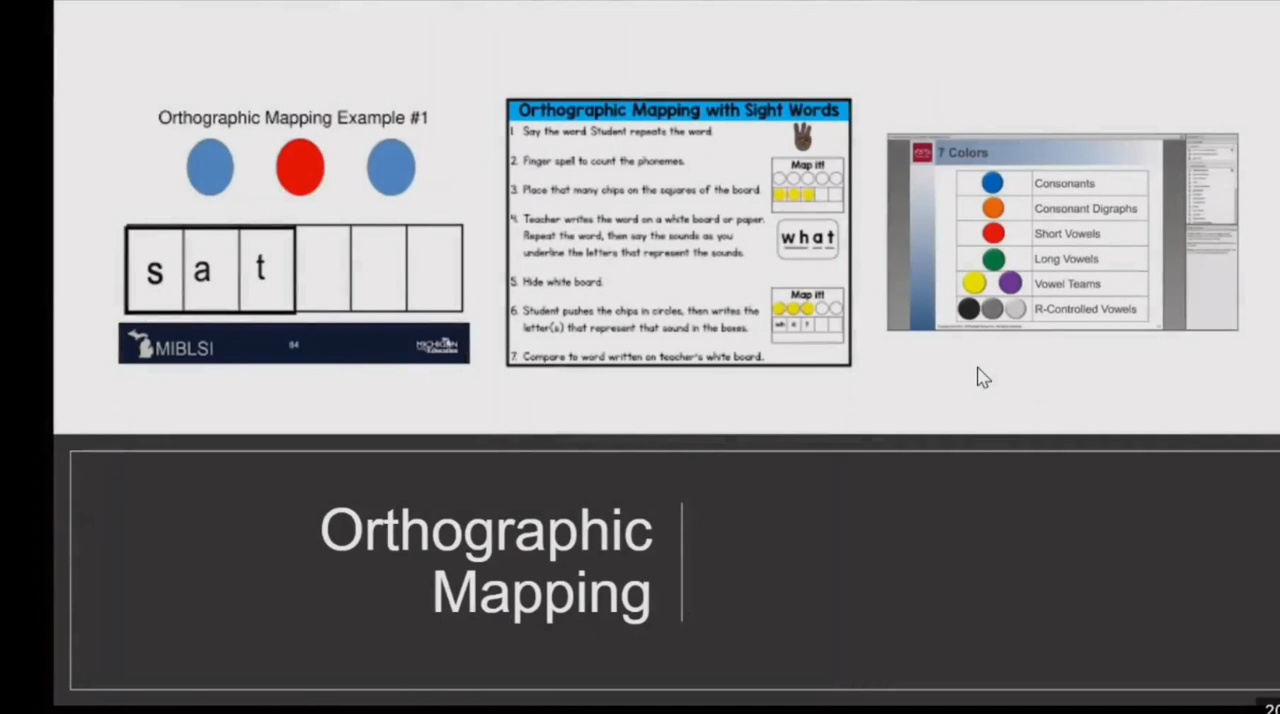 Orthographic Mapping Example #1
s a t
MIBLSI
84
MICHIGAN
Education
Orthographic Mapping with Sight Words
1. Say the word. Student repeats the word.
2. Finger spell to count the phonemes.
3. Place that many chips on the squares of the board.
4. Teacher writes the word on a white board or paper.
Repeat the word, then say the sounds as you
underline the letters that represent the sounds.
5. Hide white board.
6. Student pushes the chips in circles, then writes the
letter(s) that represent that sound in the boxes.
7. Compare to word written on teacher's white board.
Map it!
what
Map it!
wh a t
7 Colors
Consonants
Consonant Digraphs
Short Vowels
Long Vowels
Vowel Teams
R-Controlled Vowels
Orthographic
Mapping